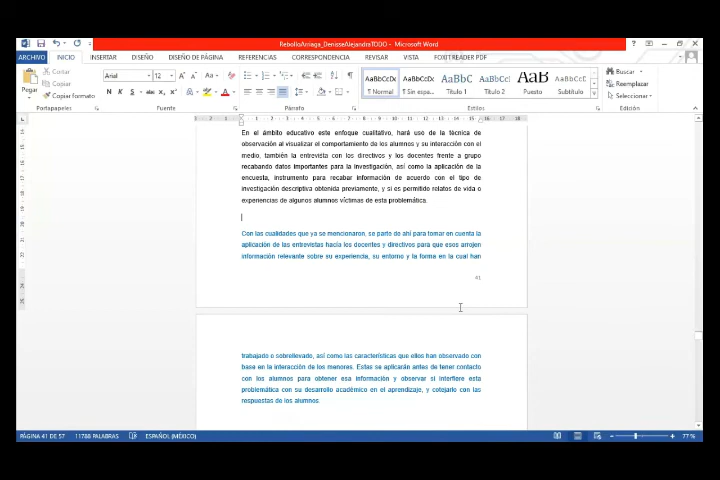 RebolloArriaga_DenisseAlejandraTODO - Microsoft Word
ARCHIVO INICIO INSERTAR DISEÑO DISEÑO DE PÁGINA REFERENCIAS CORRESPONDENCIA REVISAR VISTA FOXIT READER PDF
Pegar
Cortar
Copiar
Copiar formato
Portapapeles
Arial 12
N K S
Fuente
Párrafo
AaBbCcDc AaBbCcDc AaBbC AaBbCcl AaB AaBbCcC
¶ Normal ¶ Sin espa... Título 1 Título 2 Puesto Subtítulo
Estilos
Buscar
Reemplazar
Seleccionar
Edición
En el ámbito educativo este enfoque cualitativo, hará uso de la técnica de
observación al visualizar el comportamiento de los alumnos y su interacción con el
medio, también la entrevista con los directivos y los docentes frente a grupo
recabando datos importantes para la investigación, así como la aplicación de la
encuesta, instrumento para recabar información de acuerdo con el tipo de
investigación descriptiva obtenida previamente, y si es permitido relatos de vida o
experiencias de algunos alumnos víctimas de esta problemática.
Con las cualidades que ya se mencionaron, se parte de ahí para tomar en cuenta la
aplicación de las entrevistas hacia los docentes y directivos para que esos arrojen
información relevante sobre su experiencia, su entorno y la forma en la cual han
41
trabajado o sobrellevado, así como las características que ellos han observado con
base en la interacción de los menores. Estas se aplicarán antes de tener contacto
con los alumnos para obtener esa información y observar si interfiere esta
problemática con su desarrollo académico en el aprendizaje, y cotejarlo con las
respuestas de los alumnos.
PÁGINA 41 DE 57 11788 PALABRAS ESPAÑOL (MÉXICO) 77 %